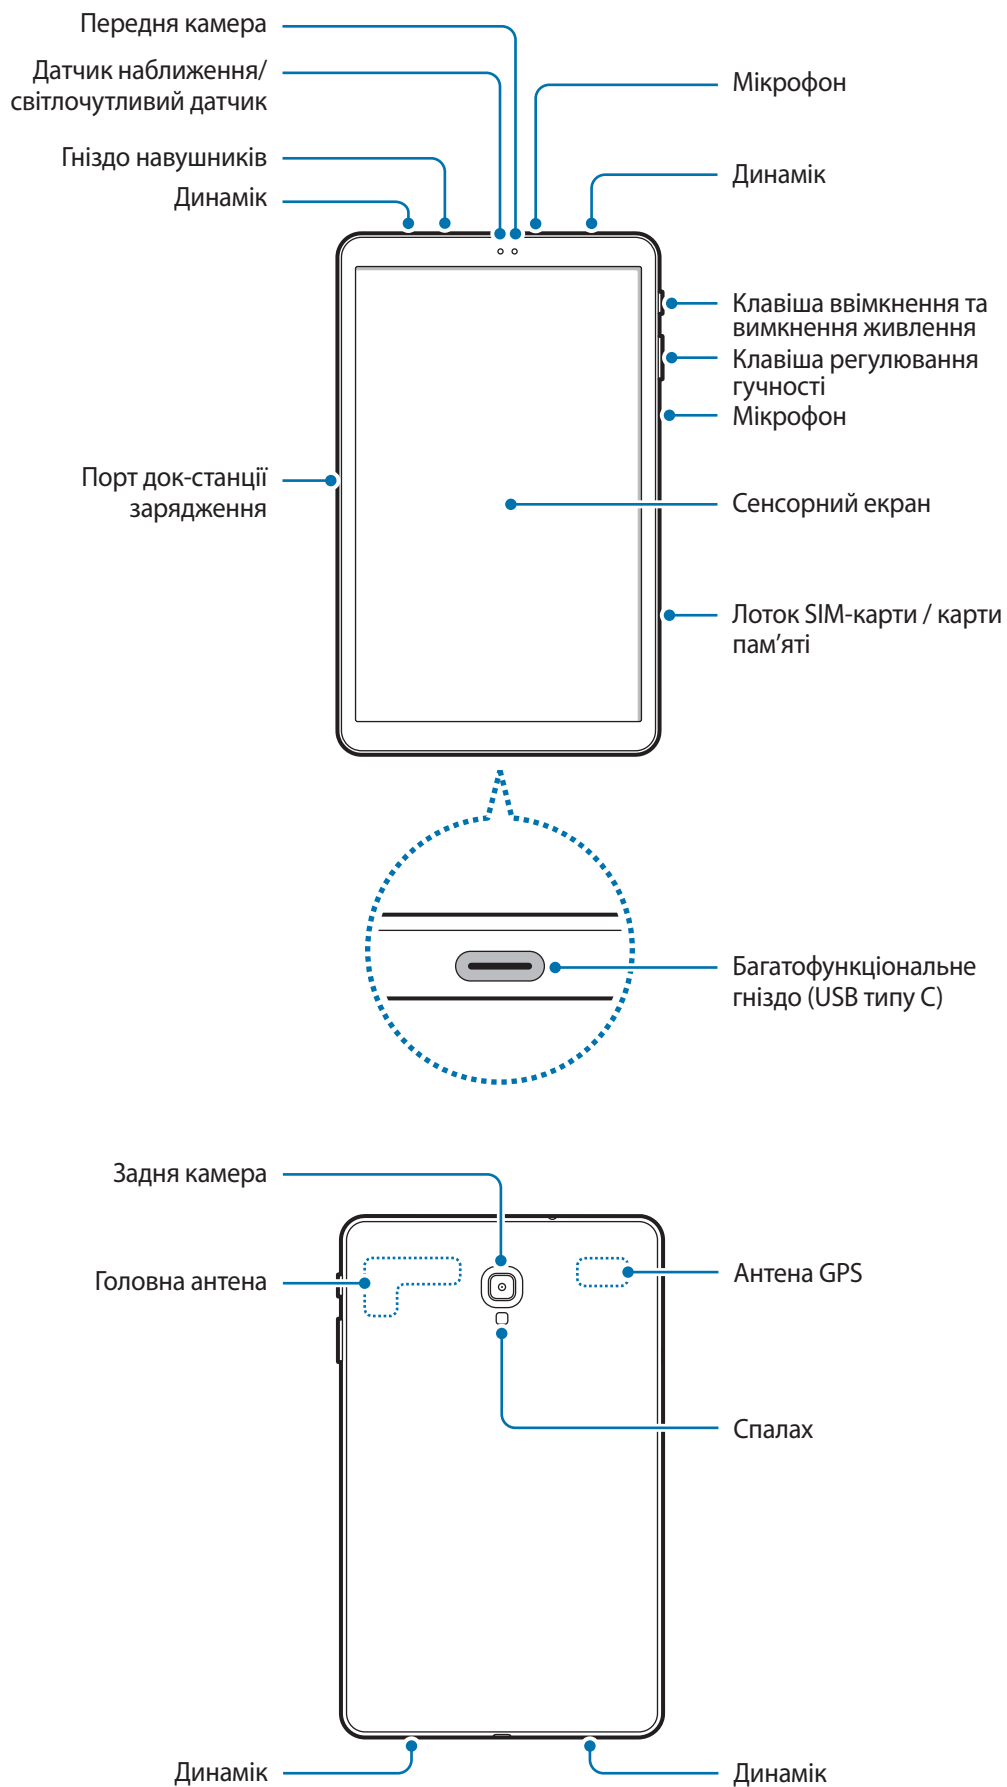 Передня камера
Датчик наближення/
світлочутливий датчик
Мікрофон
Гніздо навушників
Динамік
Динамік
Клавіша ввімкнення та
вимкнення живлення
Клавіша регулювання
гучності
Мікрофон
Порт док-станції
зарядження
Сенсорний екран
Лоток SIM-карти / карти
пам’яті
Багатофункціональне
гніздо (USB типу C)
Задня камера
Головна антена
Антена GPS
Спалах
Динамік
Динамік